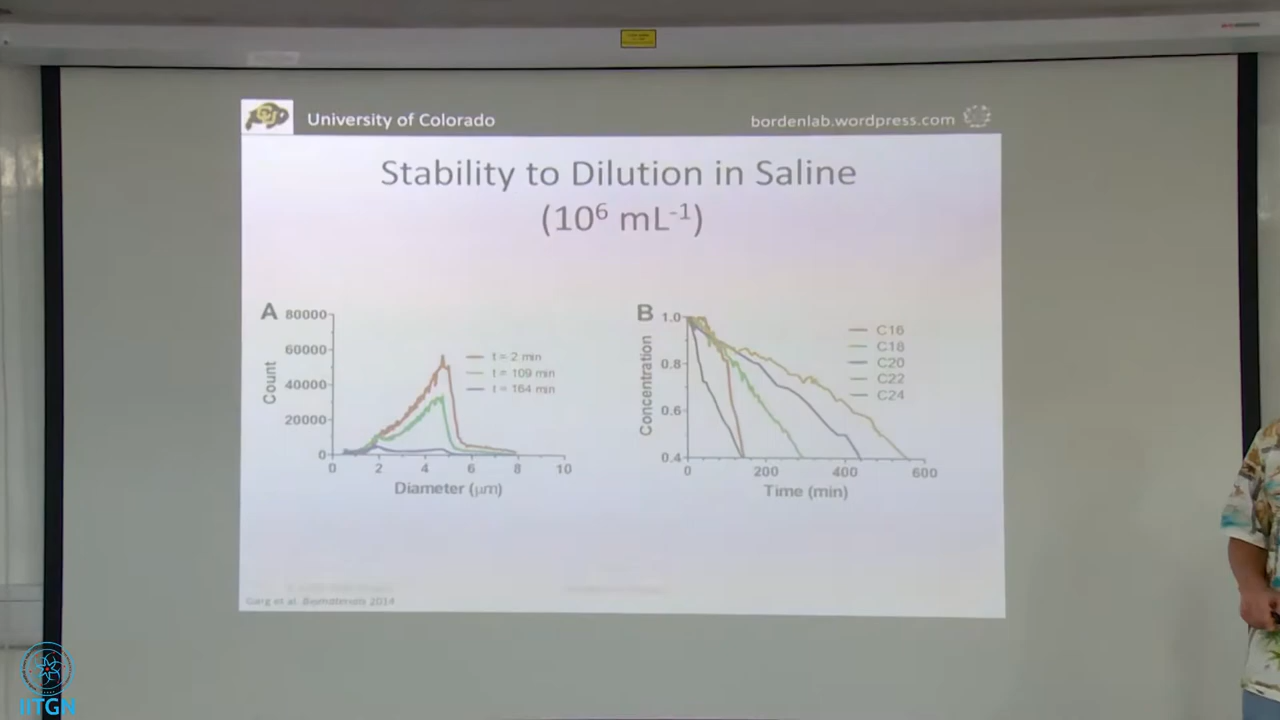 University of Colorado
bordenlab.wordpress.com
Stability to Dilution in Saline
(10⁶ mL⁻¹)
A
80000
60000
40000
20000
0
Count
0 2 4 6 8 10
Diameter (μm)
t = 2 min
t = 109 min
t = 164 min
B
1.0
0.8
0.6
0.4
Concentration
0 200 400 600
Time (min)
C16
C18
C20
C22
C24
Garg et al. Biomaterials 2014
IITGN